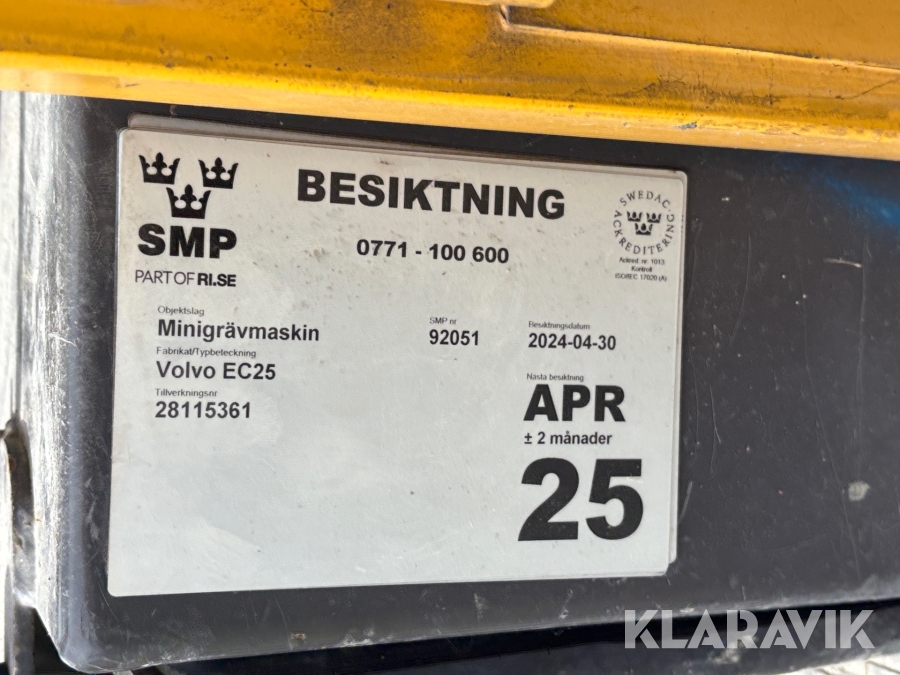 BESIKTNING
0771 - 100 600
SMP
PART OF RI.SE
SWEDAC
ACKREDITERING
Ackred. nr. 1013
Kontroll
ISO/IEC 17020 (A)
Objektslag
Minigrävmaskin
Fabrikat/Typbeteckning
Volvo EC25
Tillverkningsnr
28115361
SMP nr
92051
Besiktningsdatum
2024-04-30
Nästa besiktning
APR
± 2 månader
25
KLARAVIK